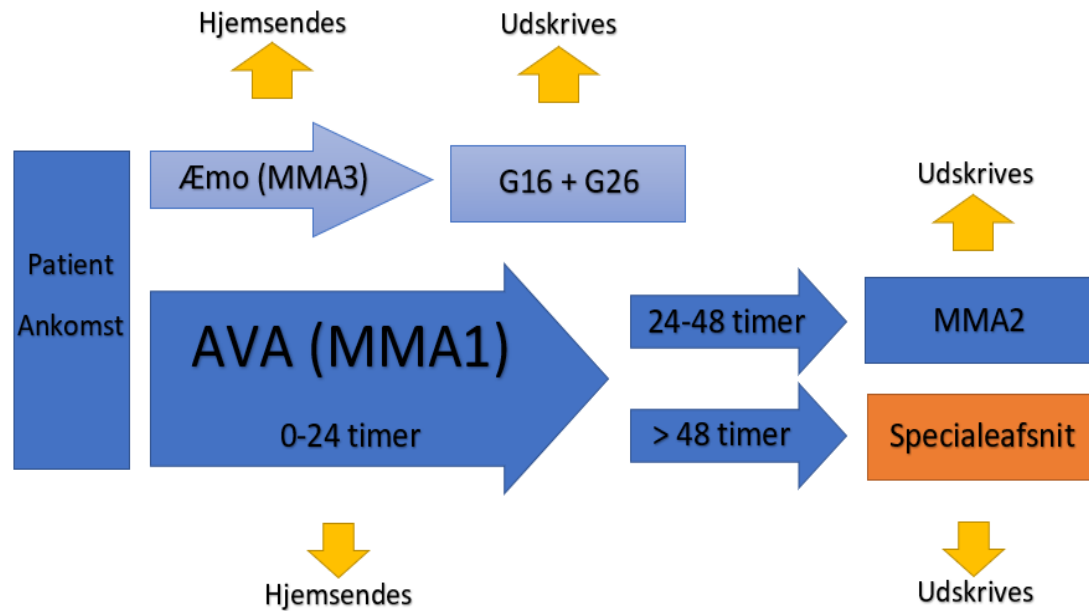 Hjemsendes
Udskrives
Æmo (MMA3)
G16 + G26
Udskrives
Patient
Ankomst
AVA (MMA1)
0-24 timer
24-48 timer
MMA2
> 48 timer
Specialeafsnit
Hjemsendes
Udskrives